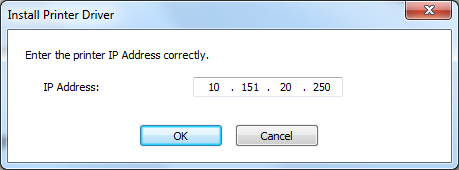 Install Printer Driver
Enter the printer IP Address correctly.
IP Address: 10 . 151 . 20 . 250
OK Cancel